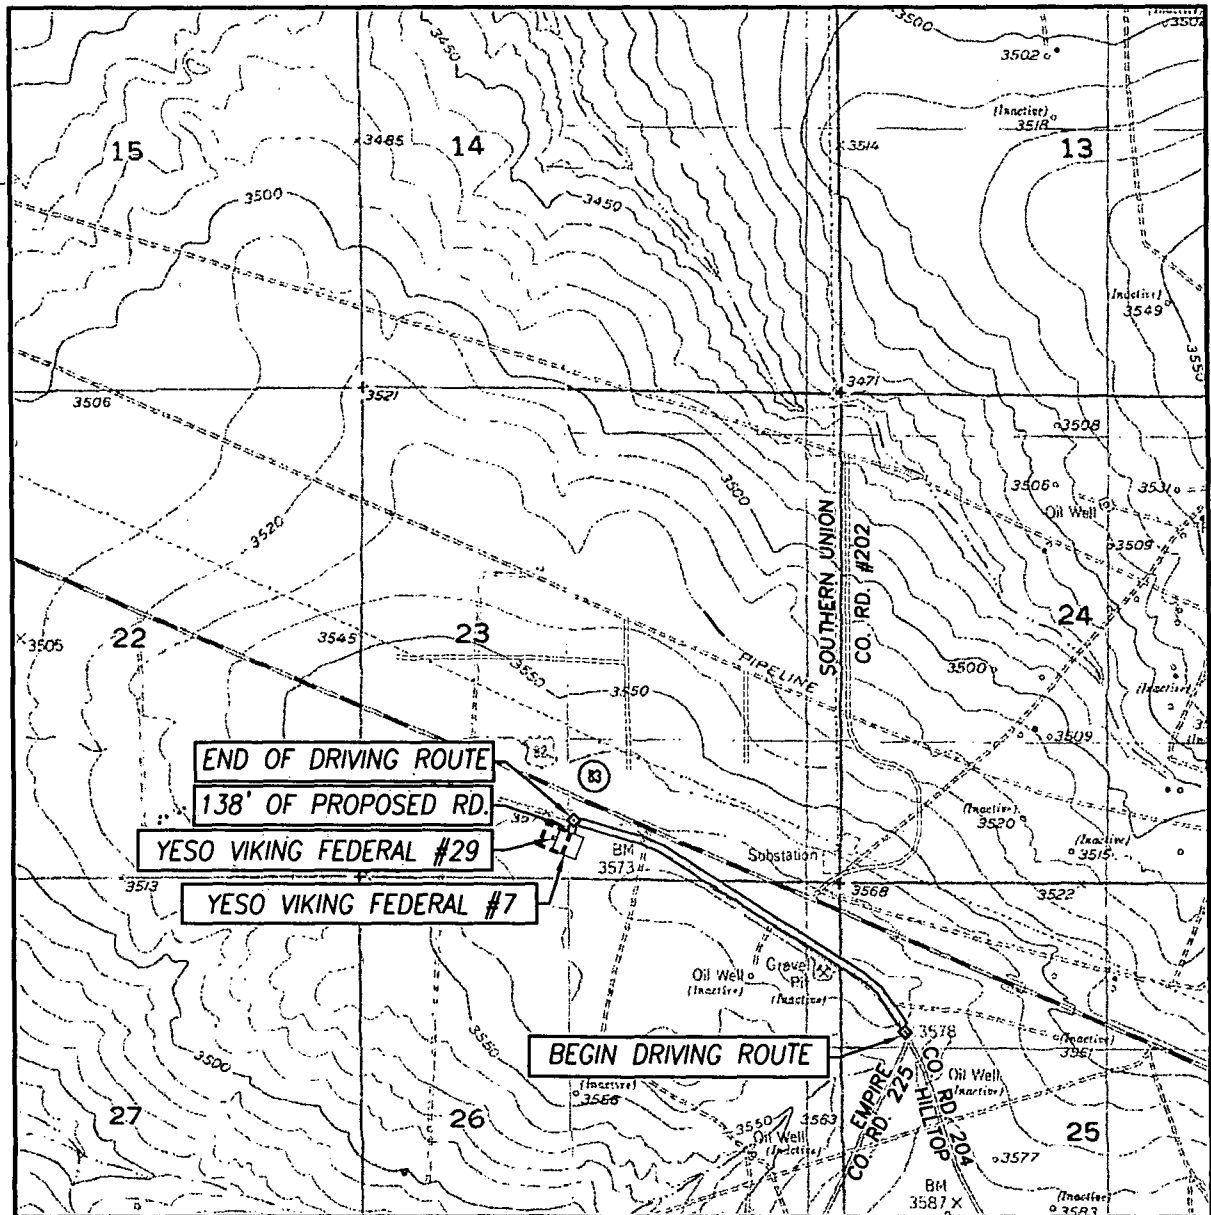 3500
3450
3502
(Inactive)
3518
15
3485
14
3514
13
3500
3450
(Inactive)
3549
3550
3506
3521
3471
3508
3500
3506
3531
Oil Well
3509
SOUTHERN UNION
CO. RD. #202
3520
3505
22
3545
23
3550
3550
PIPELINE
24
3500
(Inactive)
3509
END OF DRIVING ROUTE
83
138' OF PROPOSED RD.
(Inactive)
3520
YESO VIKING FEDERAL #29
BM
3573
Substation
(Inactive)
3515
3513
YESO VIKING FEDERAL #7
3568
3522
Oil Well
(Inactive)
Gravel
Pit
(Inactive)
3578
BEGIN DRIVING ROUTE
(Inactive)
3550
3500
EMPIRE
CO. RD. 225
CO. RD. 204
HILLTOP
Oil Well
(Inactive)
(Inactive)
3566
27
26
3550
3563
Oil Well
(Inactive)
25
3577
BM
3587
(Inactive)
3583